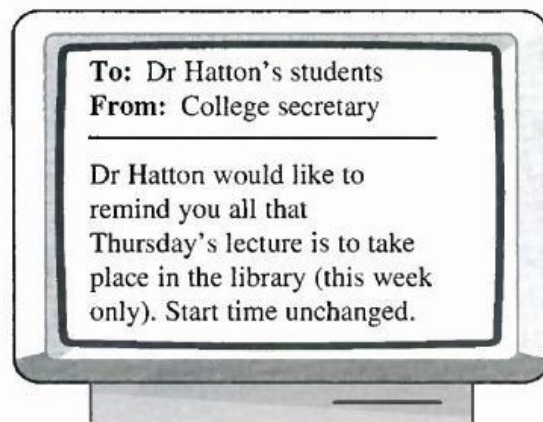 To: Dr Hatton's students
From: College secretary
Dr Hatton would like to
remind you all that
Thursday's lecture is to take
place in the library (this week
only). Start time unchanged.